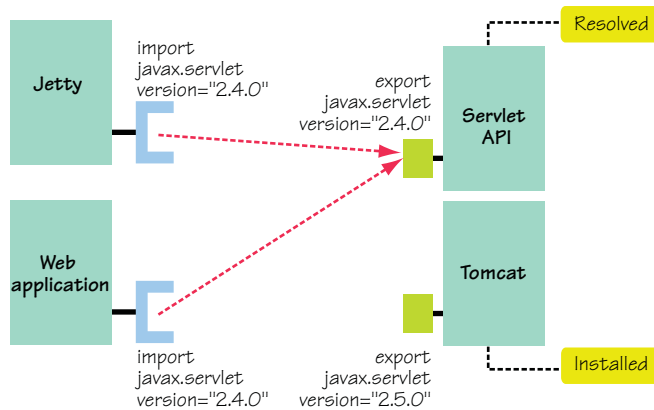 Jetty
import
javax.servlet
version="2.4.0"
export
javax.servlet
version="2.4.0"
Servlet
API
Resolved
Web
application
import
javax.servlet
version="2.4.0"
export
javax.servlet
version="2.5.0"
Tomcat
Installed